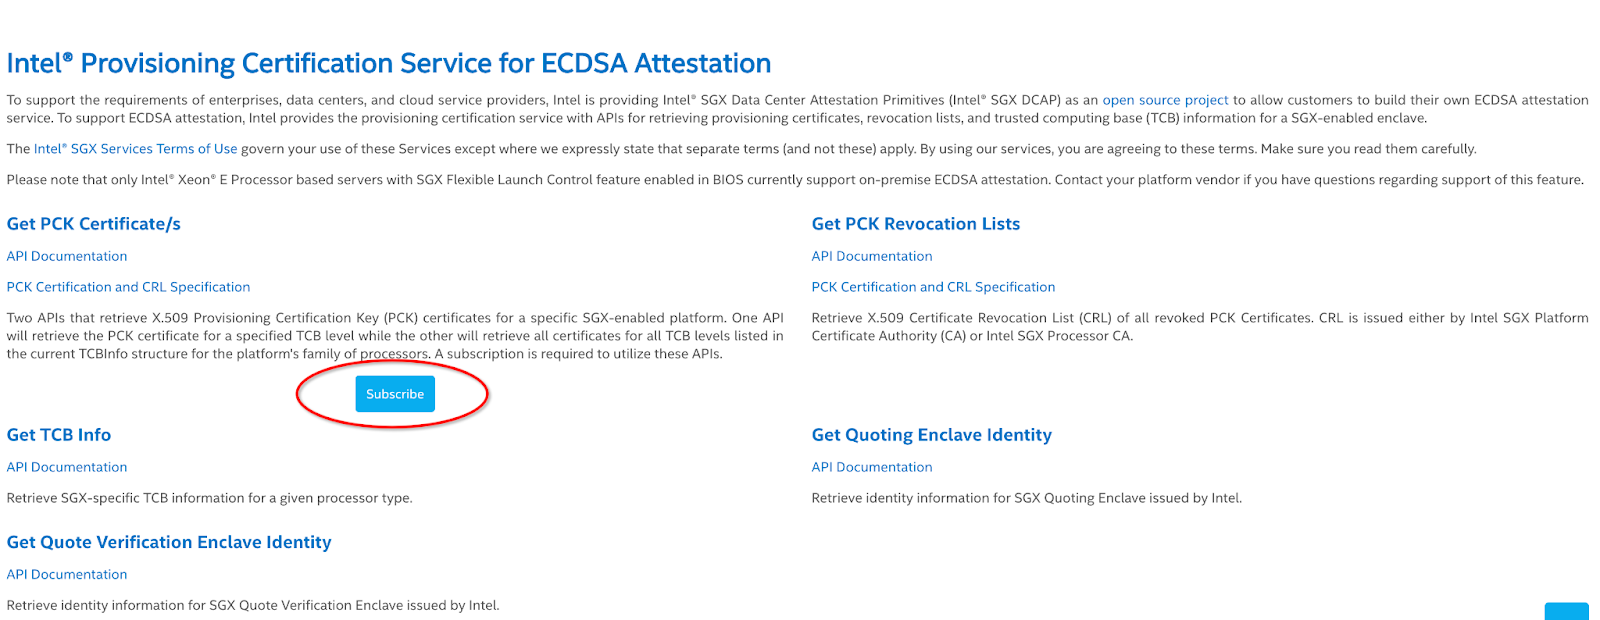 Intel® Provisioning Certification Service for ECDSA Attestation
To support the requirements of enterprises, data centers, and cloud service providers, Intel is providing Intel® SGX Data Center Attestation Primitives (Intel® SGX DCAP) as an open source project to allow customers to build their own ECDSA attestation
service. To support ECDSA attestation, Intel provides the provisioning certification service with APIs for retrieving provisioning certificates, revocation lists, and trusted computing base (TCB) information for a SGX-enabled enclave.
The Intel® SGX Services Terms of Use govern your use of these Services except where we expressly state that separate terms (and not these) apply. By using our services, you are agreeing to these terms. Make sure you read them carefully.
Please note that only Intel® Xeon® E Processor based servers with SGX Flexible Launch Control feature enabled in BIOS currently support on-premise ECDSA attestation. Contact your platform vendor if you have questions regarding support of this feature.
Get PCK Certificate/s
API Documentation
PCK Certification and CRL Specification
Two APIs that retrieve X.509 Provisioning Certification Key (PCK) certificates for a specific SGX-enabled platform. One API
will retrieve the PCK certificate for a specified TCB level while the other will retrieve all certificates for all TCB levels listed in
the current TCBInfo structure for the platform's family of processors. A subscription is required to utilize these APIs.
Subscribe
Get PCK Revocation Lists
API Documentation
PCK Certification and CRL Specification
Retrieve X.509 Certificate Revocation List (CRL) of all revoked PCK Certificates. CRL is issued either by Intel SGX Platform
Certificate Authority (CA) or Intel SGX Processor CA.
Get TCB Info
API Documentation
Retrieve SGX-specific TCB information for a given processor type.
Get Quoting Enclave Identity
API Documentation
Retrieve identity information for SGX Quoting Enclave issued by Intel.
Get Quote Verification Enclave Identity
API Documentation
Retrieve identity information for SGX Quote Verification Enclave issued by Intel.